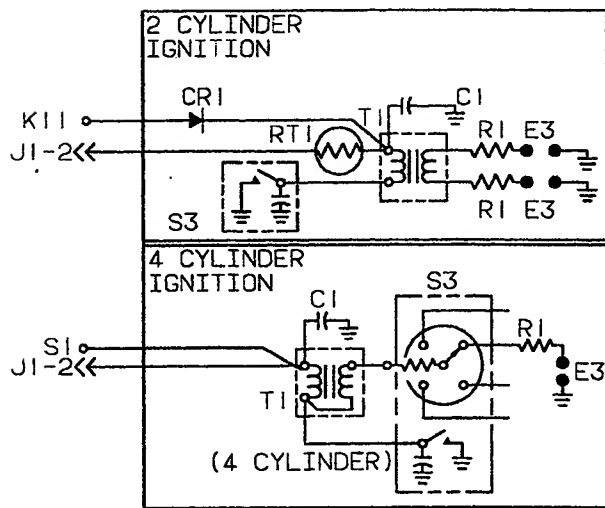 2 CYLINDER
IGNITION
CR1
T1
C1
K11
RT1
R1
E3
J1-2
R1
E3
S3
4 CYLINDER
IGNITION
S3
C1
R1
S1
J1-2
E3
T1
(4 CYLINDER)